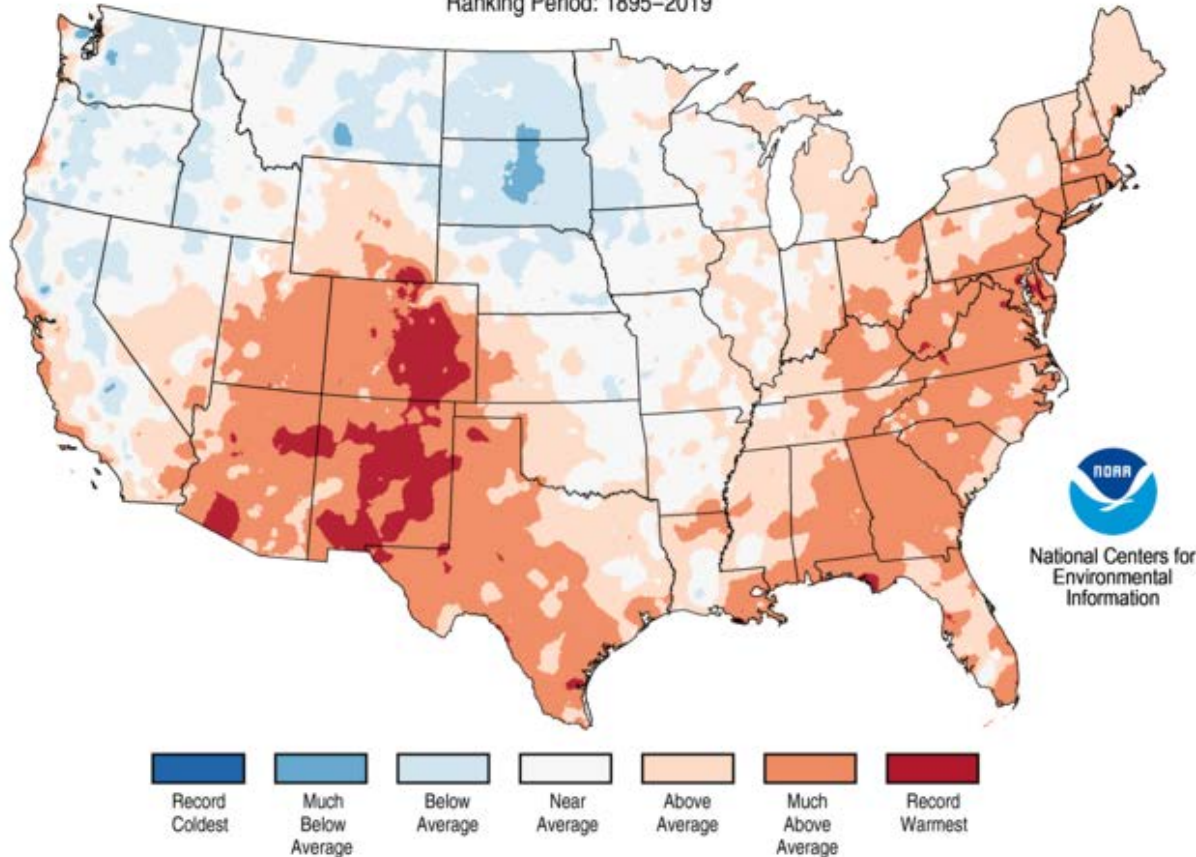 Ranking Period: 1895–2019
NOAA
National Centers for
Environmental
Information
Record
Coldest
Much
Below
Average
Below
Average
Near
Average
Above
Average
Much
Above
Average
Record
Warmest